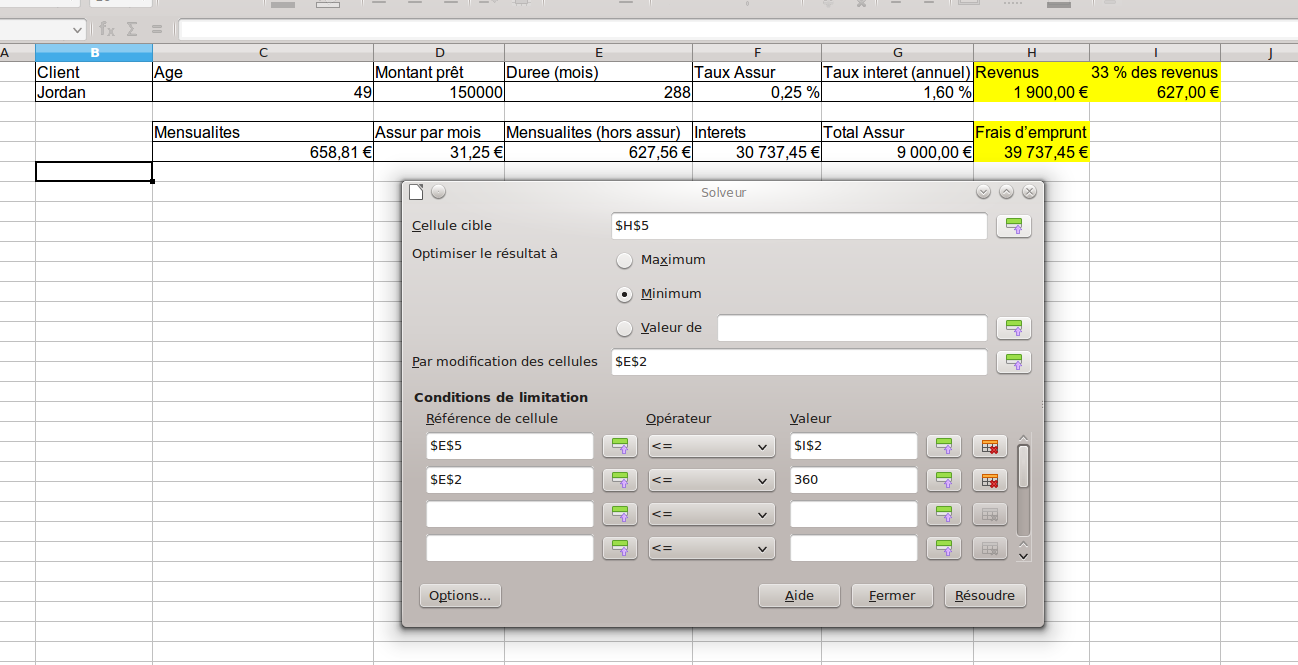 A B C D E F G H I J
Client Age Montant prêt Duree (mois) Taux Assur Taux interet (annuel) Revenus 33 % des revenus
Jordan 49 150000 288 0,25 % 1,60 % 1 900,00 € 627,00 €
Mensualites Assur par mois Mensualites (hors assur) Interets Total Assur Frais d’emprunt
658,81 € 31,25 € 627,56 € 30 737,45 € 9 000,00 € 39 737,45 €
Solveur
Cellule cible $H$5
Optimiser le résultat à
Maximum
Minimum
Valeur de
Par modification des cellules $E$2
Conditions de limitation
Référence de cellule Opérateur Valeur
$E$5 <= $I$2
$E$2 <= 360
<=
<=
Options... Aide Fermer Résoudre